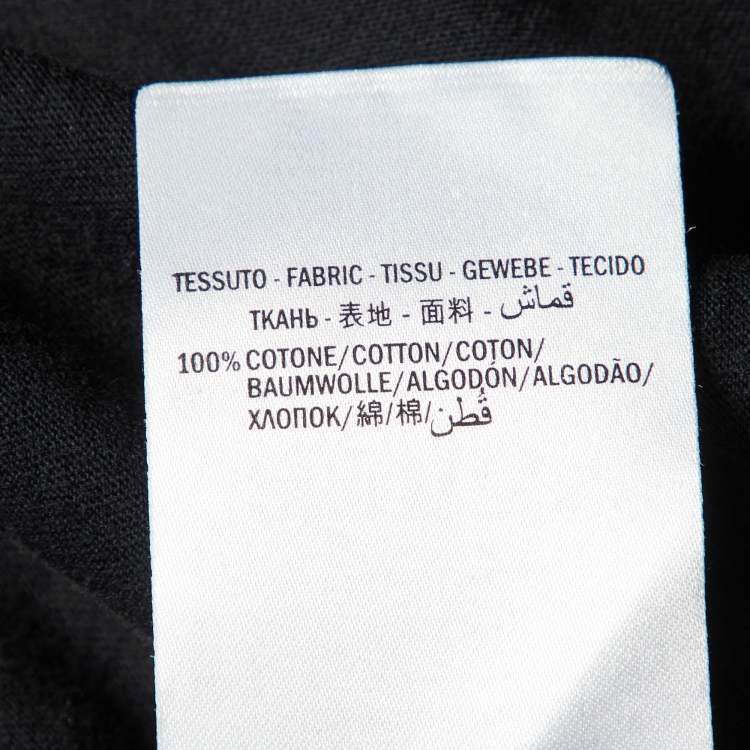 TESSUTO - FABRIC - TISSU - GEWEBE - TECIDO
ТКАНЬ - 表地 - 面料 - قماش
100% COTONE/COTTON/COTON/
BAUMWOLLE/ALGODÓN/ALGODÃO/
ХЛОПОК/綿/棉/قُطن